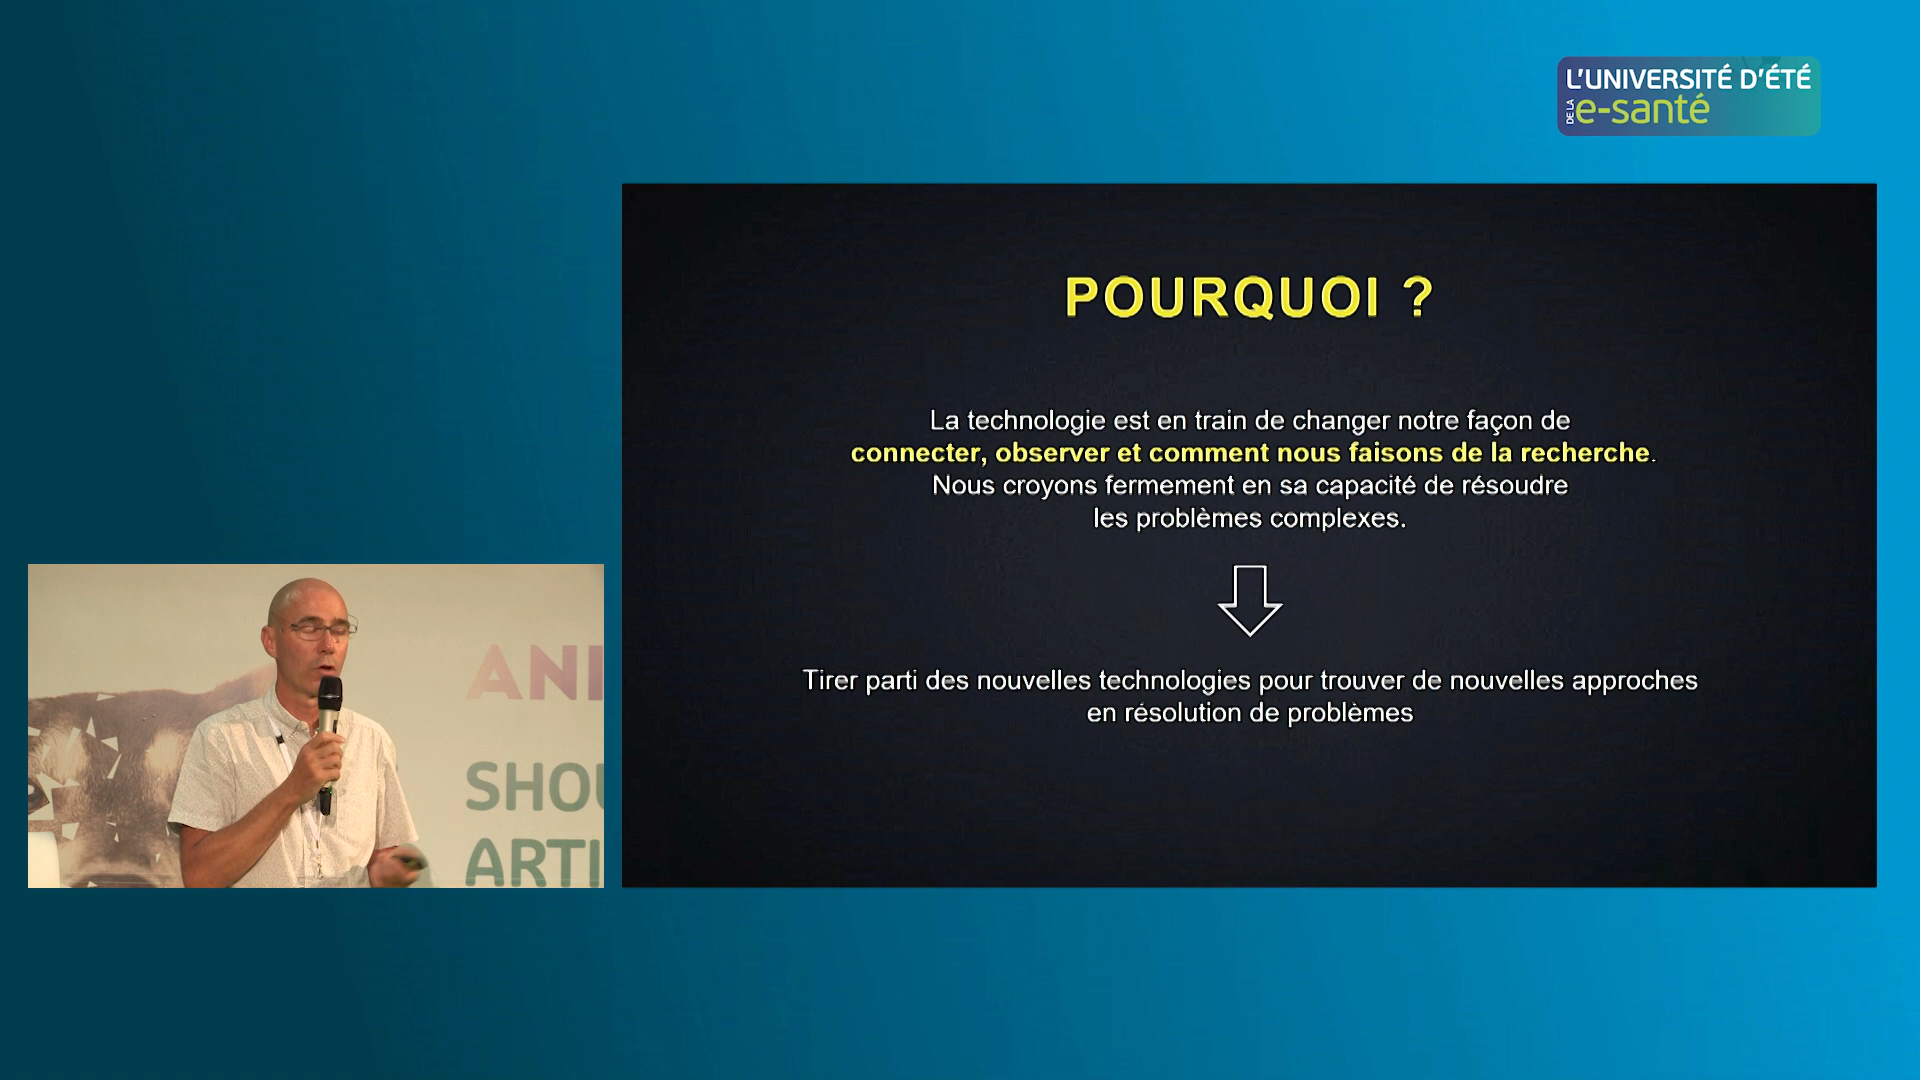 L'UNIVERSITÉ D'ÉTÉ
DE LA e-santé
POURQUOI ?
La technologie est en train de changer notre façon de
connecter, observer et comment nous faisons de la recherche.
Nous croyons fermement en sa capacité de résoudre
les problèmes complexes.
Tirer parti des nouvelles technologies pour trouver de nouvelles approches
en résolution de problèmes
ANI
SHOU
ARTI